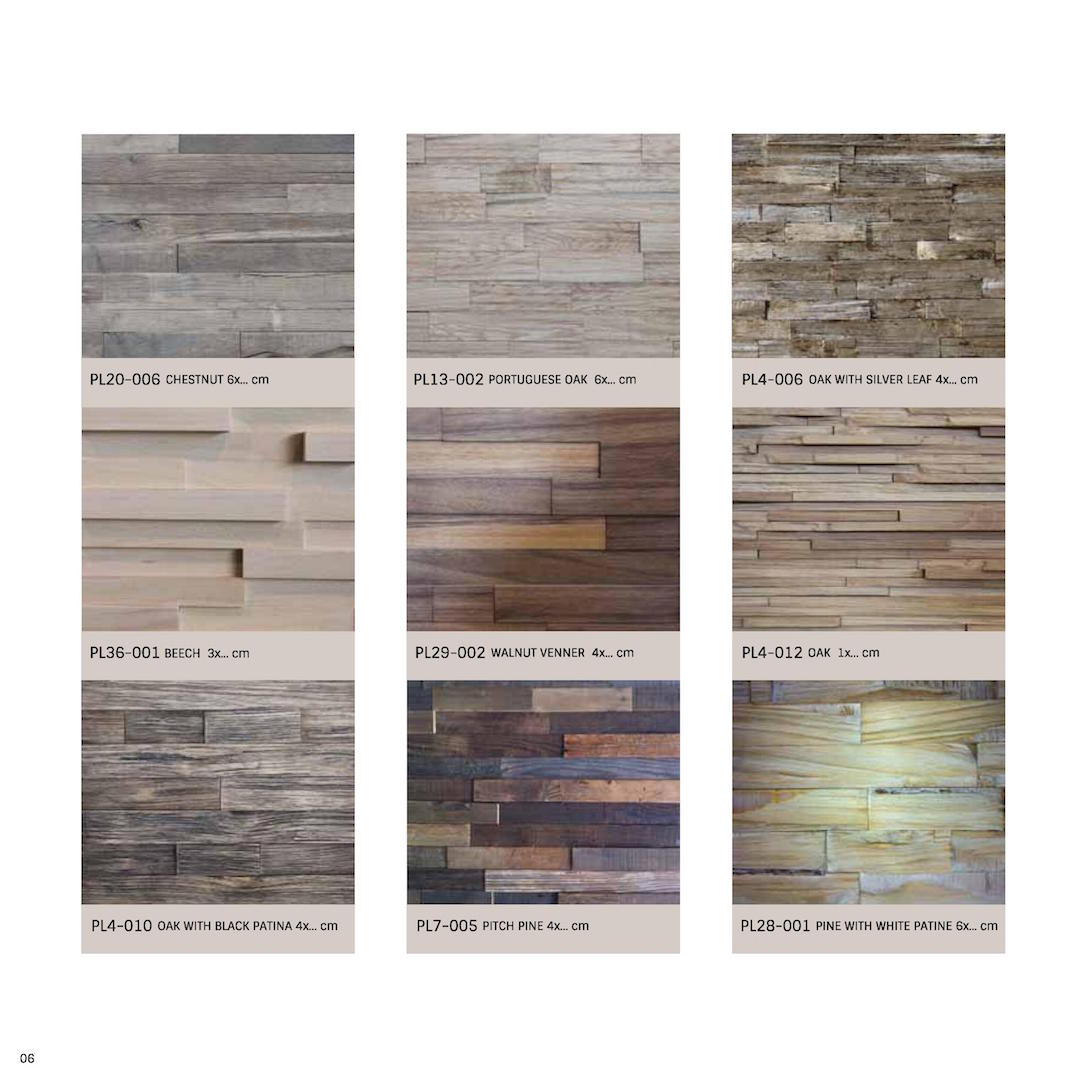 PL20-006 CHESTNUT 6x... cm
PL13-002 PORTUGUESE OAK 6x... cm
PL4-006 OAK WITH SILVER LEAF 4x... cm
PL36-001 BEECH 3x... cm
PL29-002 WALNUT VENNER 4x... cm
PL4-012 OAK 1x... cm
PL4-010 OAK WITH BLACK PATINA 4x... cm
PL7-005 PITCH PINE 4x... cm
PL28-001 PINE WITH WHITE PATINE 6x... cm
06